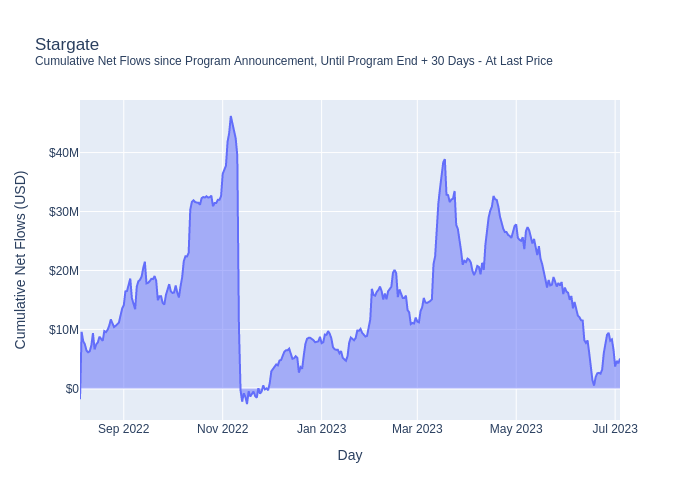 Stargate
Cumulative Net Flows since Program Announcement, Until Program End + 30 Days - At Last Price
Cumulative Net Flows (USD)
$40M
$30M
$20M
$10M
$0
Sep 2022
Nov 2022
Jan 2023
Mar 2023
May 2023
Jul 2023
Day